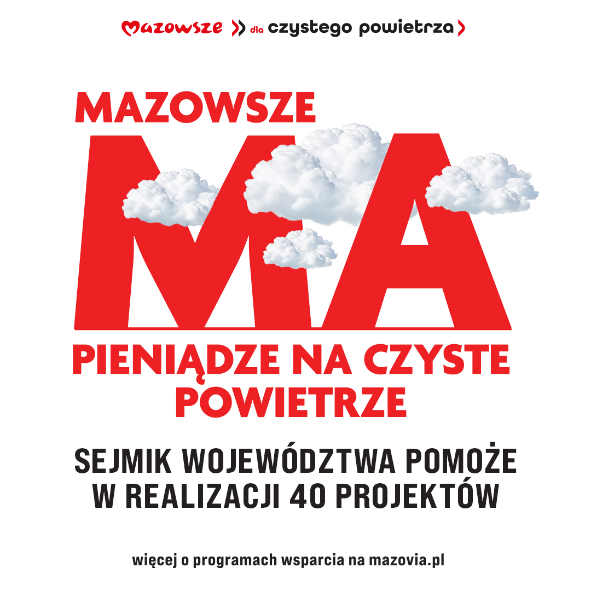 mazowsze dla czystego powietrza
MAZOWSZE
MA
PIENIĄDZE NA CZYSTE
POWIETRZE
SEJMIK WOJEWÓDZTWA POMOŻE
W REALIZACJI 40 PROJEKTÓW
więcej o programach wsparcia na mazovia.pl